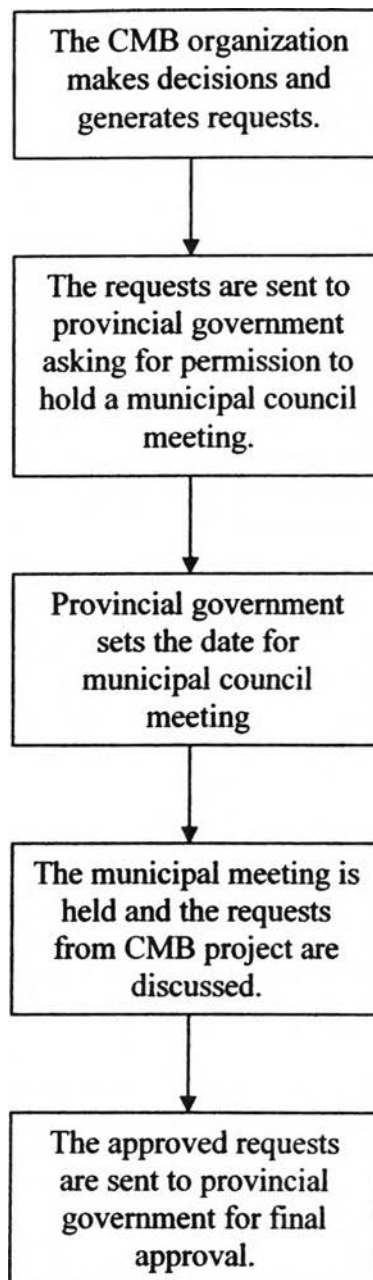 The CMB organization
makes decisions and
generates requests.
The requests are sent to
provincial government
asking for permission to
hold a municipal council
meeting.
Provincial government
sets the date for
municipal council
meeting
The municipal meeting is
held and the requests
from CMB project are
discussed.
The approved requests
are sent to provincial
government for final
approval.